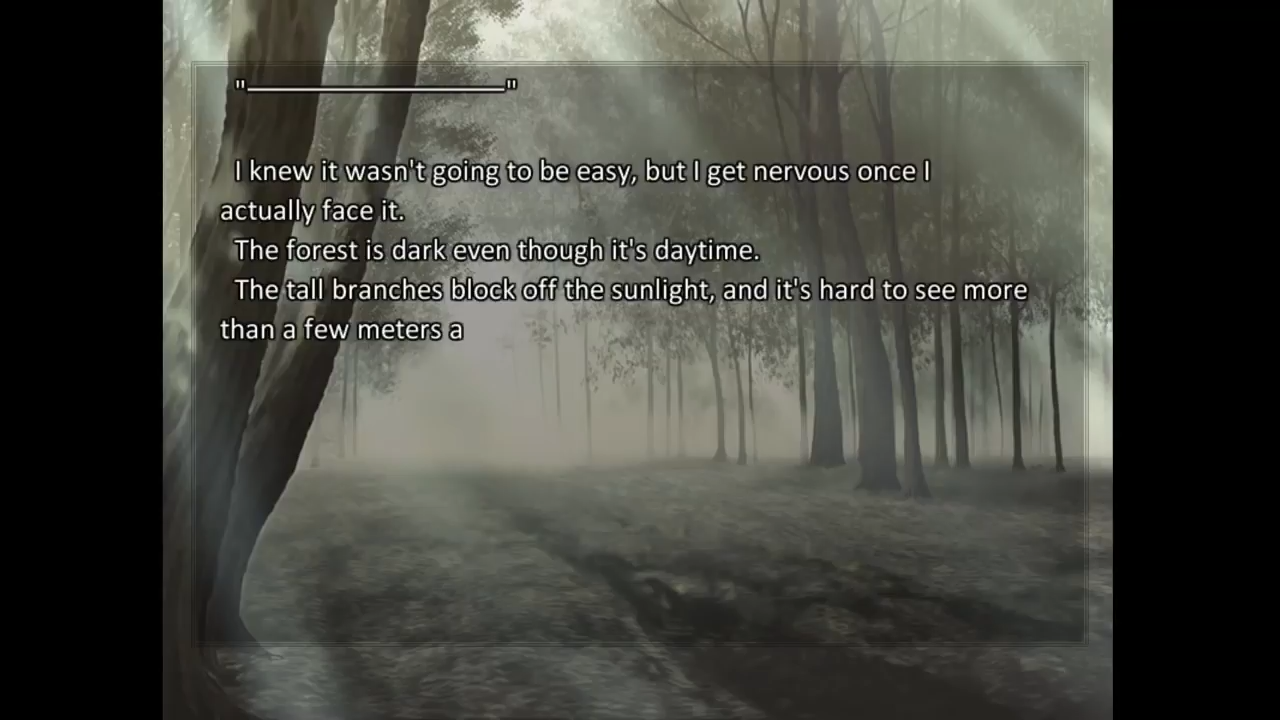 "―――――――――――"
I knew it wasn't going to be easy, but I get nervous once I
actually face it.
The forest is dark even though it's daytime.
The tall branches block off the sunlight, and it's hard to see more
than a few meters a